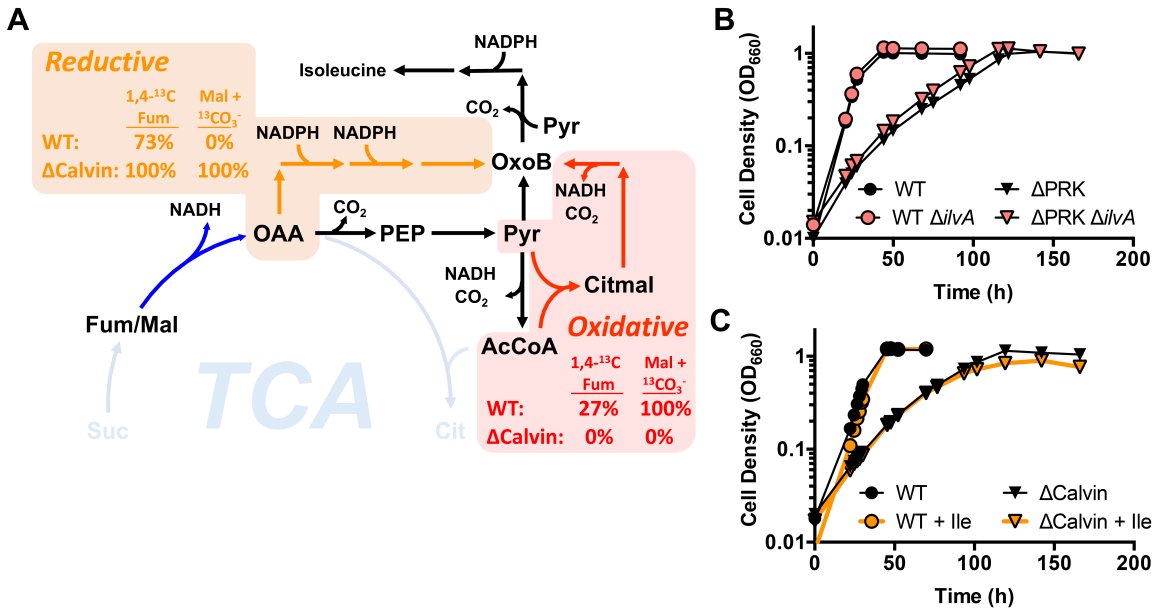 A
Reductive
1,4-¹³C Mal +
Fum ¹³CO₃⁻
WT: 73% 0%
ΔCalvin: 100% 100%
NADPH
Isoleucine
CO₂
Pyr
NADPH NADPH
OxoB
NADH
CO₂
NADH
CO₂
OAA
PEP
Pyr
NADH
CO₂
Citmal
Fum/Mal
Oxidative
AcCoA
TCA
Suc
Cit
1,4-¹³C Mal +
Fum ¹³CO₃⁻
WT: 27% 100%
ΔCalvin: 0% 0%
B
Cell Density (OD₆₆₀)
1
0.1
0.01
WT ΔPRK
WT ΔilvA ΔPRK ΔilvA
0 50 100 150 200
Time (h)
C
Cell Density (OD₆₆₀)
1
0.1
0.01
WT ΔCalvin
WT + Ile ΔCalvin + Ile
0 50 100 150 200
Time (h)